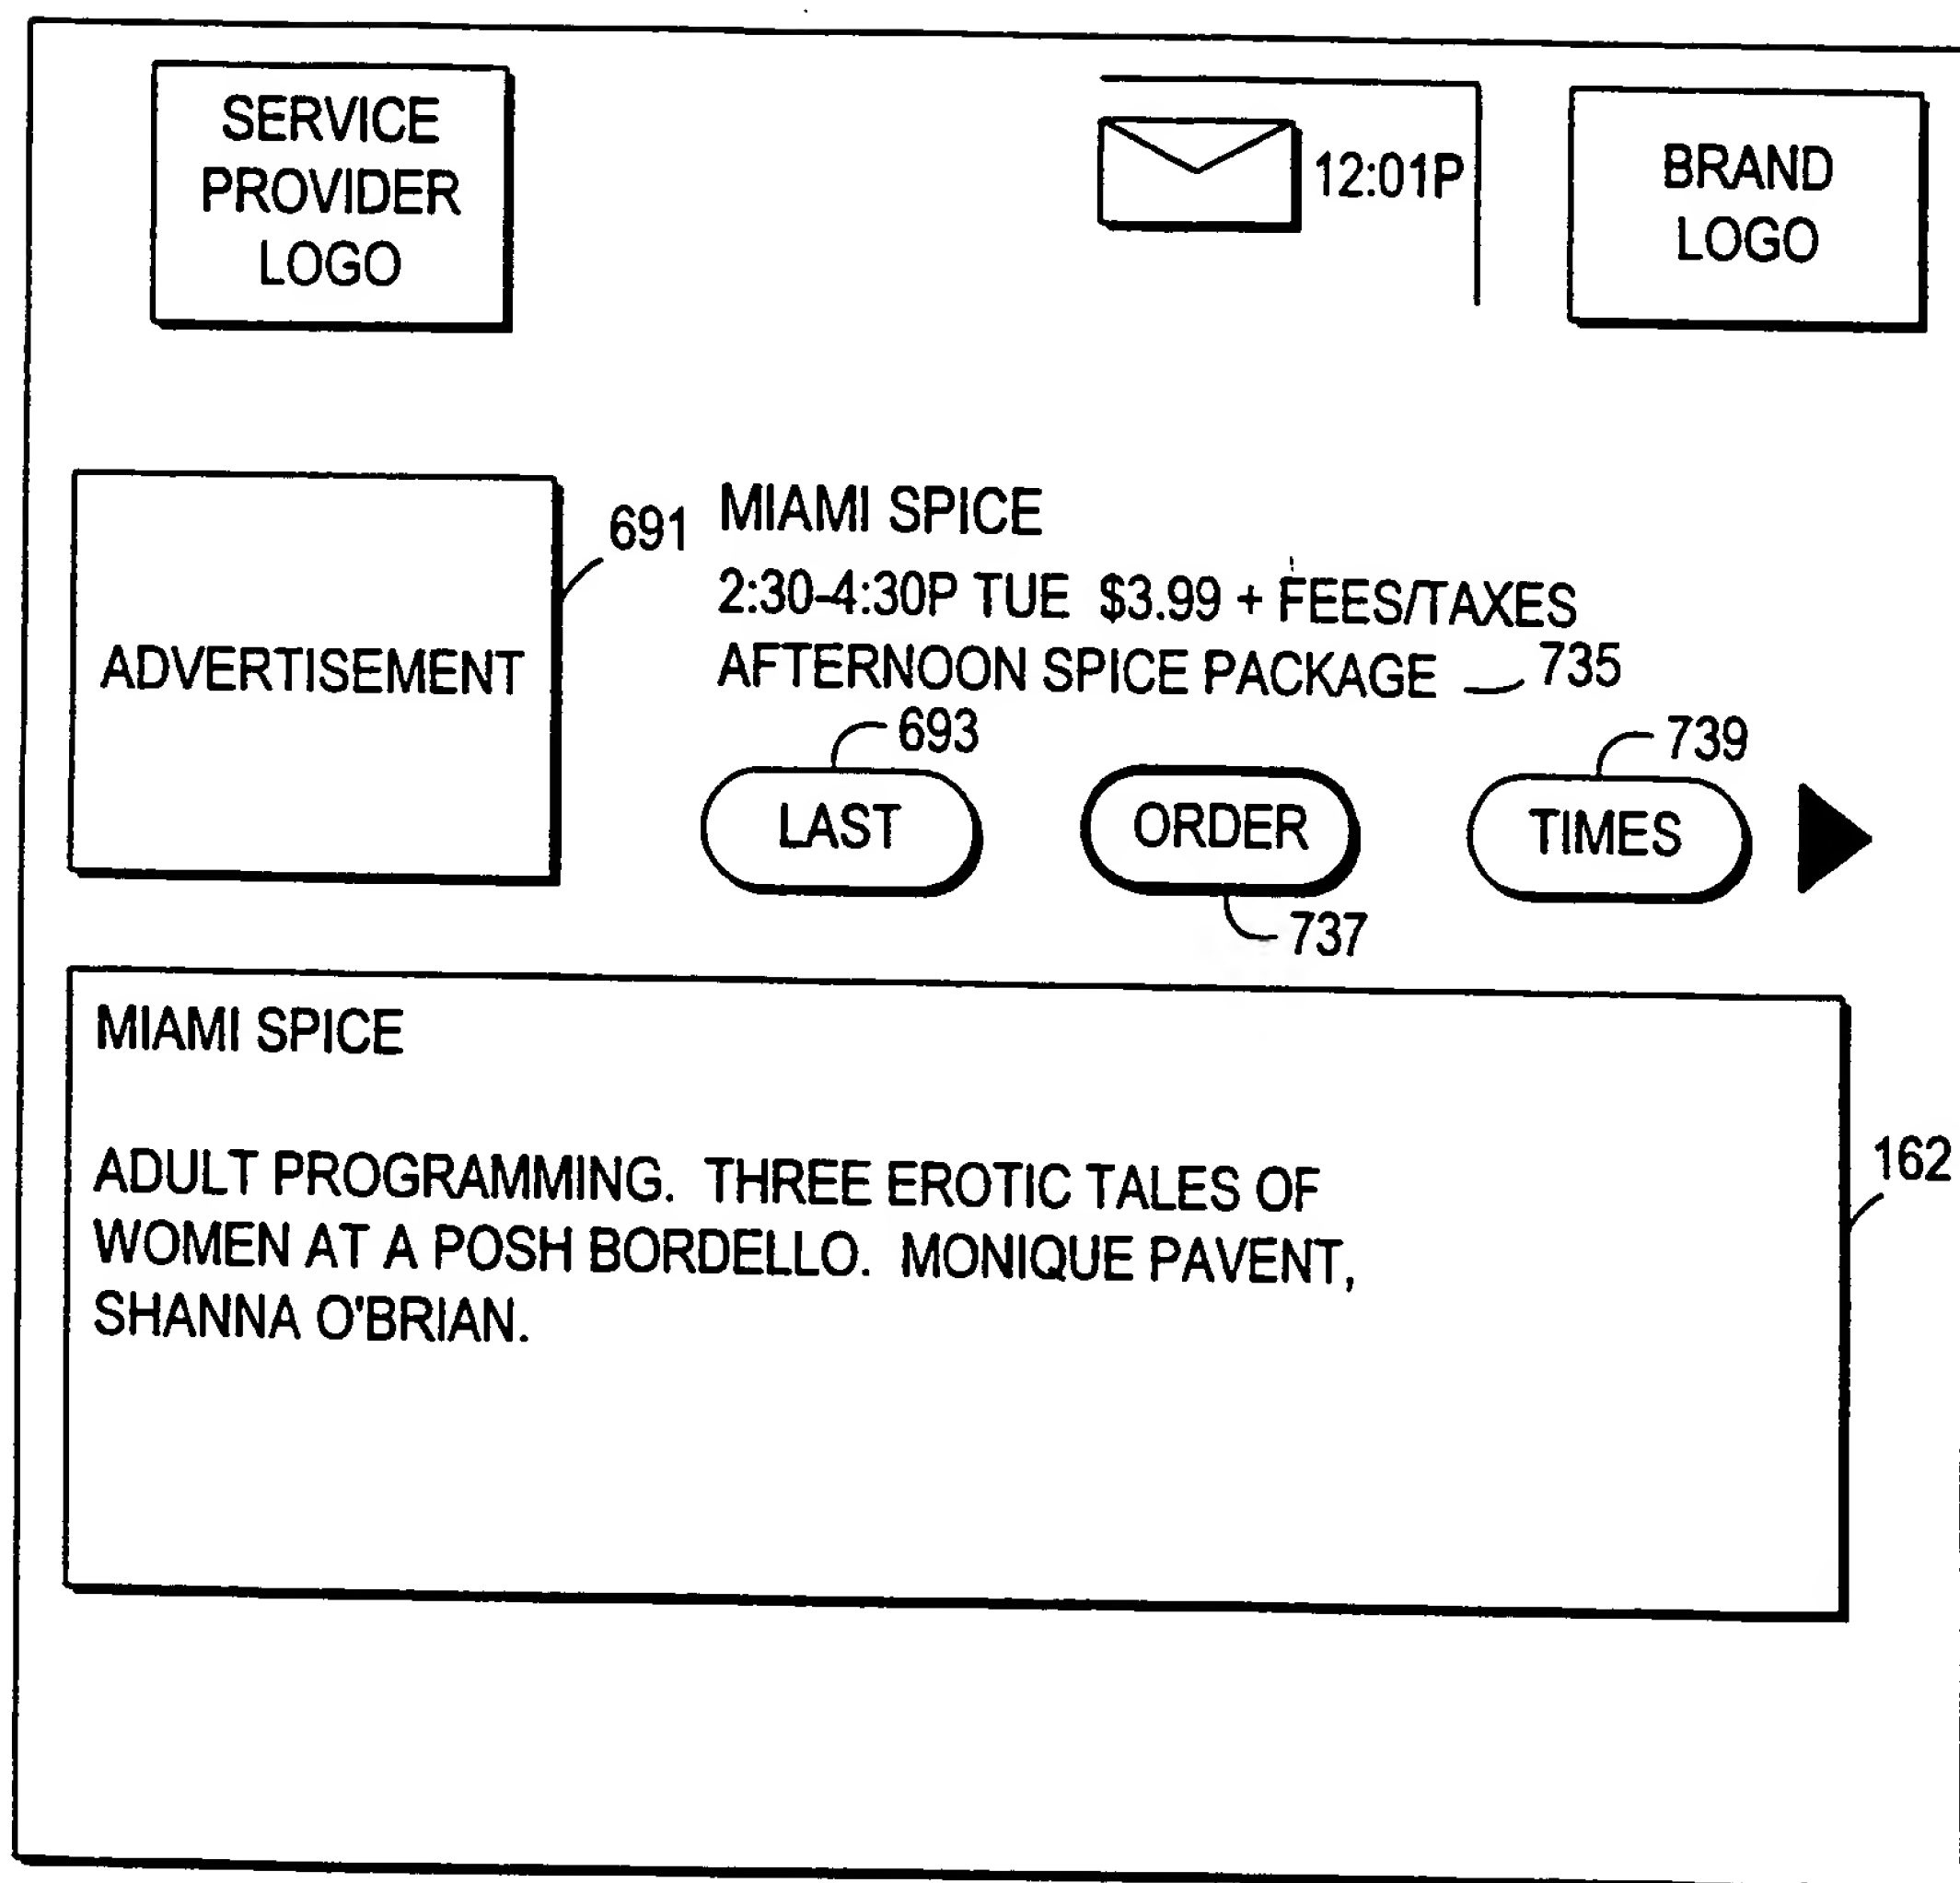 SERVICE
PROVIDER
LOGO
12:01P
BRAND
LOGO
ADVERTISEMENT
691
MIAMI SPICE
2:30-4:30P TUE $3.99 + FEES/TAXES
AFTERNOON SPICE PACKAGE 735
693
739
LAST
ORDER
TIMES
737
MIAMI SPICE
ADULT PROGRAMMING. THREE EROTIC TALES OF
WOMEN AT A POSH BORDELLO. MONIQUE PAVENT,
SHANNA O'BRIAN.
162